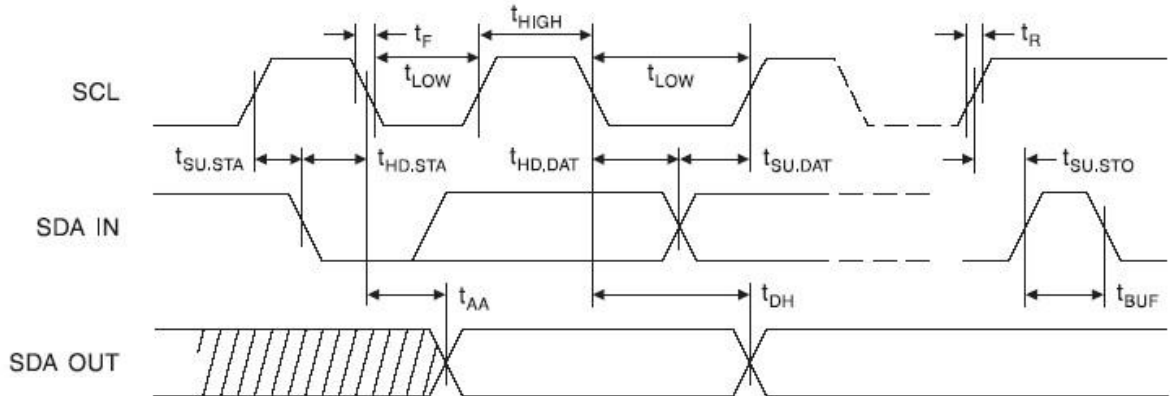 tF
tHIGH
tR
SCL
tLOW
tLOW
tSU.STA
tHD.STA
tHD,DAT
tSU.DAT
tSU.STO
SDA IN
tAA
tDH
tBUF
SDA OUT